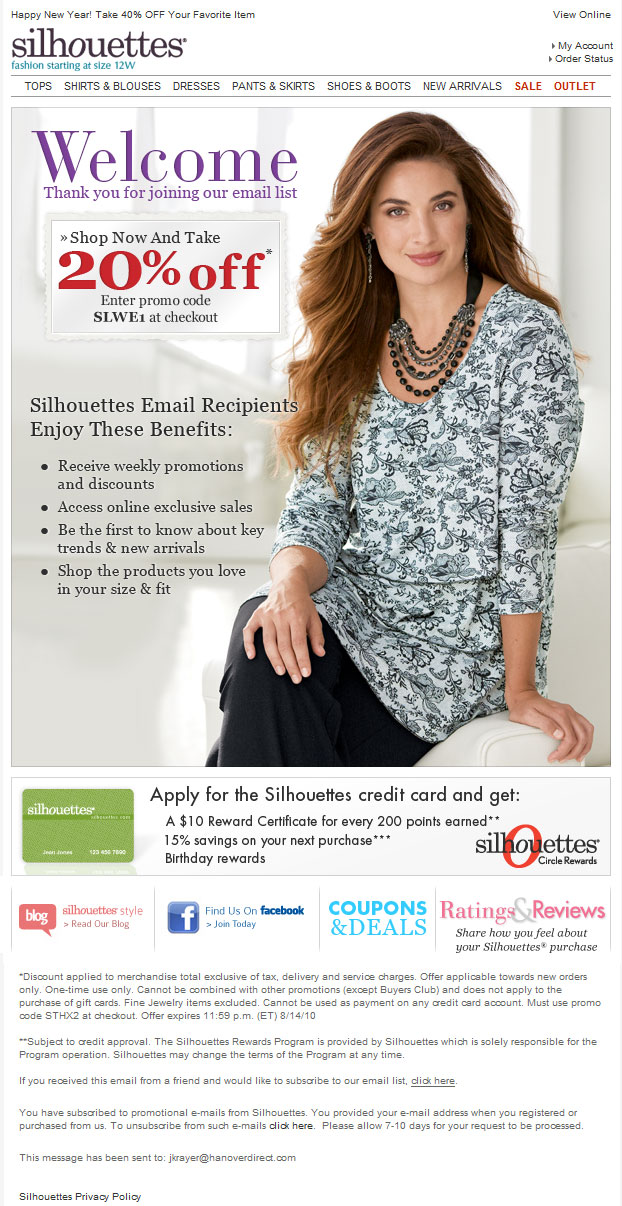 Happy New Year! Take 40% OFF Your Favorite Item
View Online
silhouettes®
fashion starting at size 12W
My Account
Order Status
TOPS SHIRTS & BLOUSES DRESSES PANTS & SKIRTS SHOES & BOOTS NEW ARRIVALS SALE OUTLET
Welcome
Thank you for joining our email list
» Shop Now And Take
20% off*
Enter promo code
SLWE1 at checkout
Silhouettes Email Recipients
Enjoy These Benefits:
• Receive weekly promotions
and discounts
• Access online exclusive sales
• Be the first to know about key
trends & new arrivals
• Shop the products you love
in your size & fit
silhouettes®
silhouettes.com
Jean Jones 123 456 7890
Apply for the Silhouettes credit card and get:
A $10 Reward Certificate for every 200 points earned**
15% savings on your next purchase***
Birthday rewards
silhouettes®
Circle Rewards
blog
silhouettes® style
> Read Our Blog
f
Find Us On facebook
> Join Today
COUPONS
&DEALS
Ratings&Reviews
Share how you feel about
your Silhouettes® purchase
*Discount applied to merchandise total exclusive of tax, delivery and service charges. Offer applicable towards new orders
only. One-time use only. Cannot be combined with other promotions (except Buyers Club) and does not apply to the
purchase of gift cards. Fine Jewelry items excluded. Cannot be used as payment on any credit card account. Must use promo
code STHX2 at checkout. Offer expires 11:59 p.m. (ET) 8/14/10
**Subject to credit approval. The Silhouettes Rewards Program is provided by Silhouettes which is solely responsible for the
Program operation. Silhouettes may change the terms of the Program at any time.
If you received this email from a friend and would like to subscribe to our email list, click here.
You have subscribed to promotional e-mails from Silhouettes. You provided your e-mail address when you registered or
purchased from us. To unsubscribe from such e-mails click here. Please allow 7-10 days for your request to be processed.
This message has been sent to: jkrayer@hanoverdirect.com
Silhouettes Privacy Policy